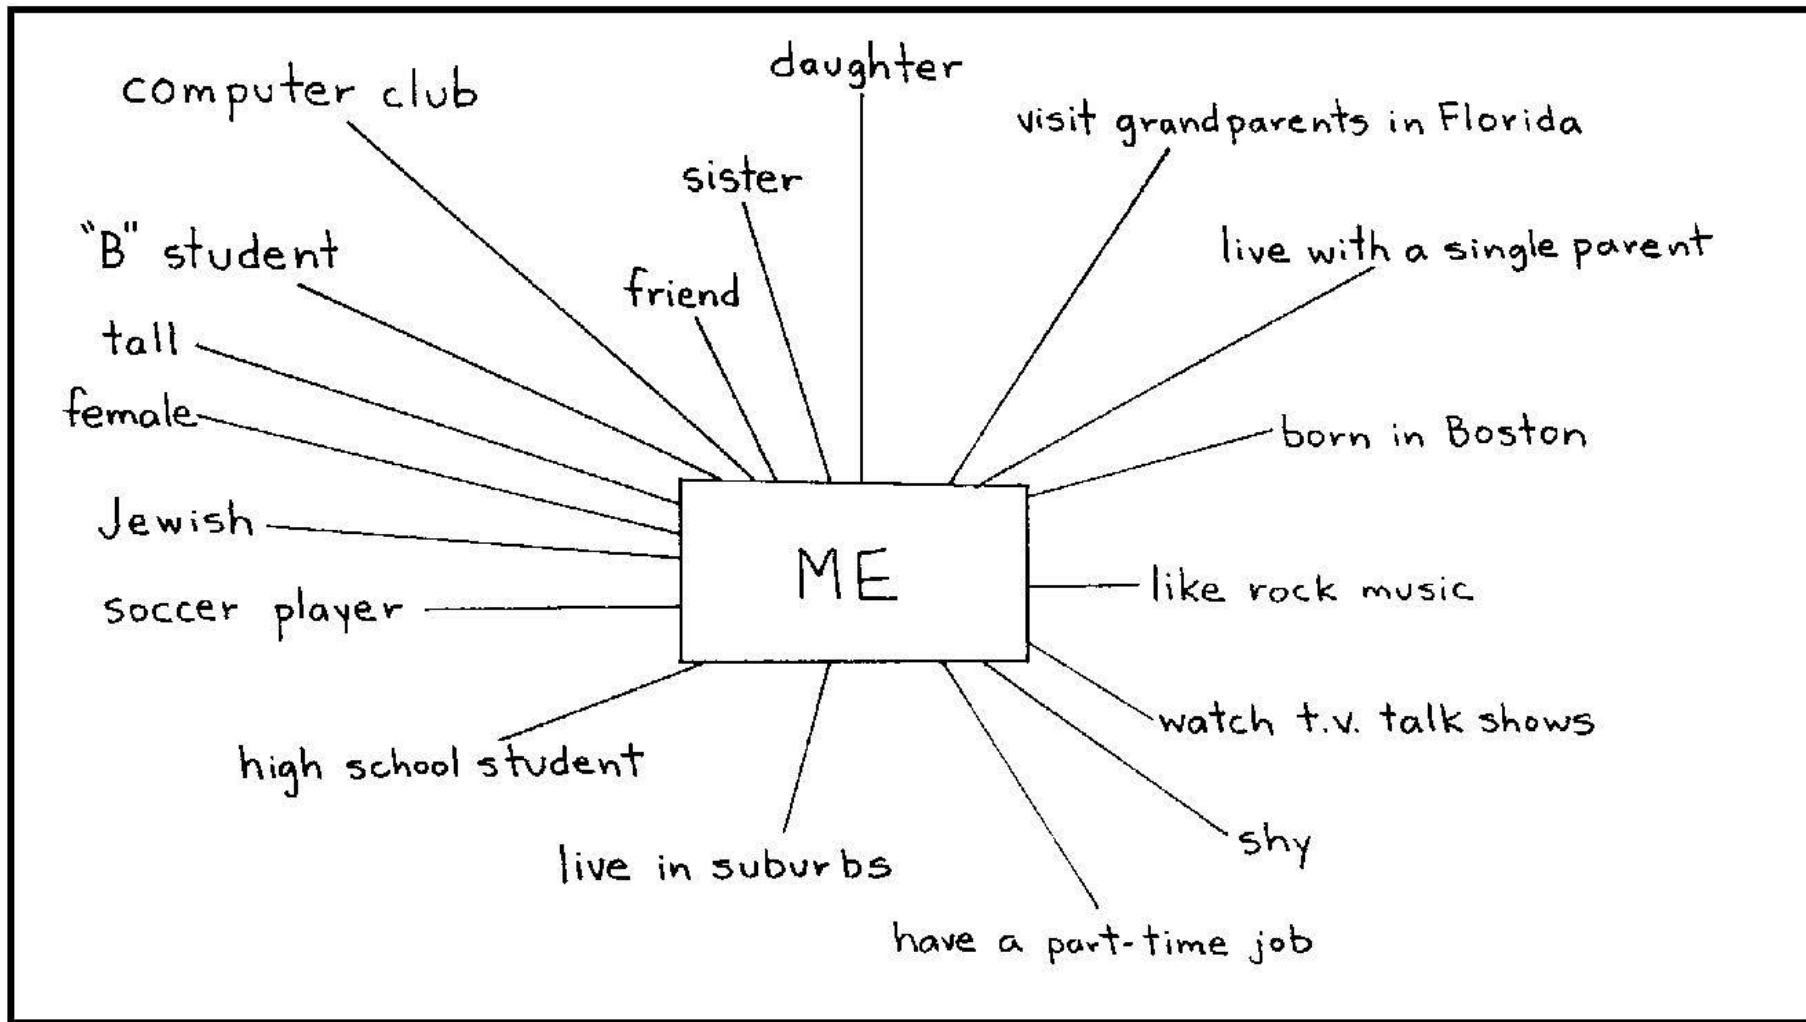 daughter
computer club
visit grandparents in Florida
sister
"B" student
live with a single parent
friend
tall
female
born in Boston
Jewish
ME
like rock music
soccer player
watch t.v. talk shows
high school student
shy
live in suburbs
have a part-time job